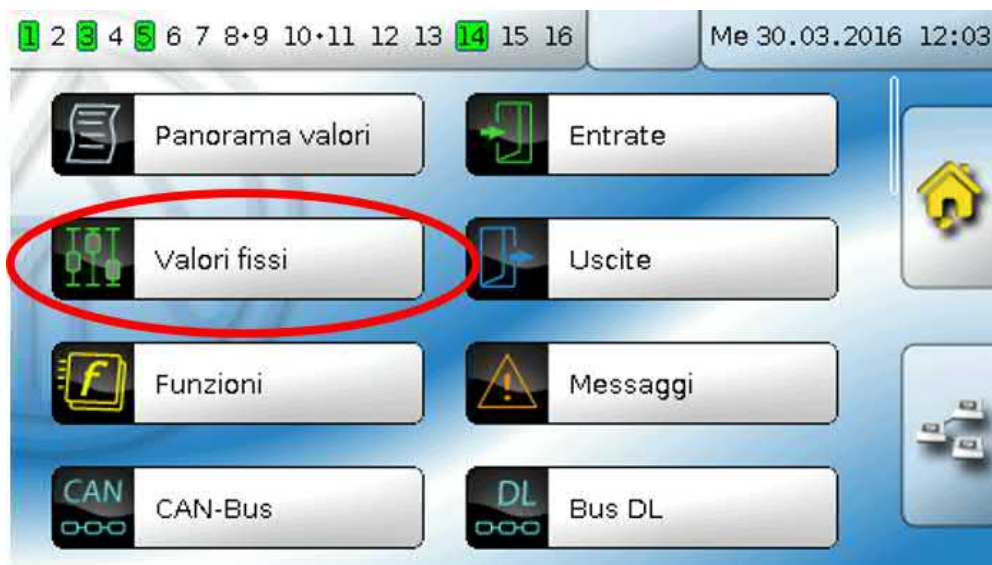 1 2 3 4 5 6 7 8•9 10•11 12 13 14 15 16 Me 30.03.2016 12:03
Panorama valori Entrate
Valori fissi Uscite
f Funzioni Messaggi
CAN CAN-Bus DL Bus DL